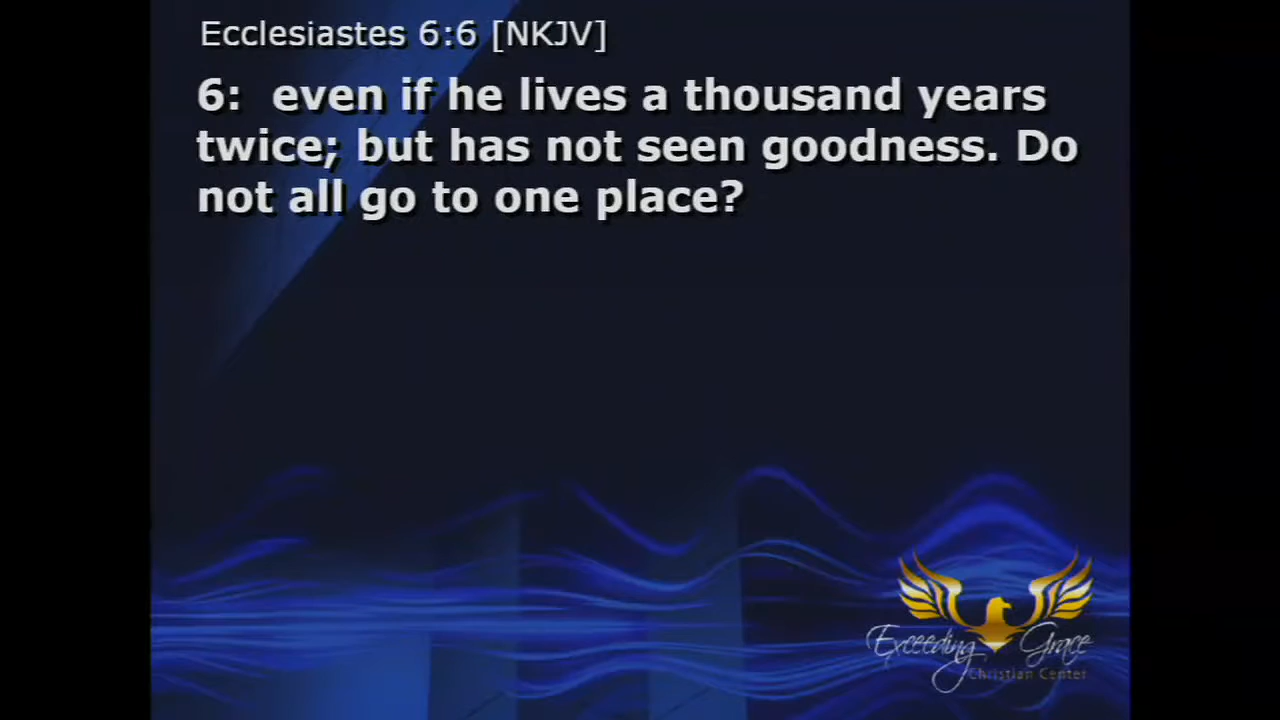 Ecclesiastes 6:6 [NKJV]
6: even if he lives a thousand years
twice; but has not seen goodness. Do
not all go to one place?
Exceeding Grace
Christian Center